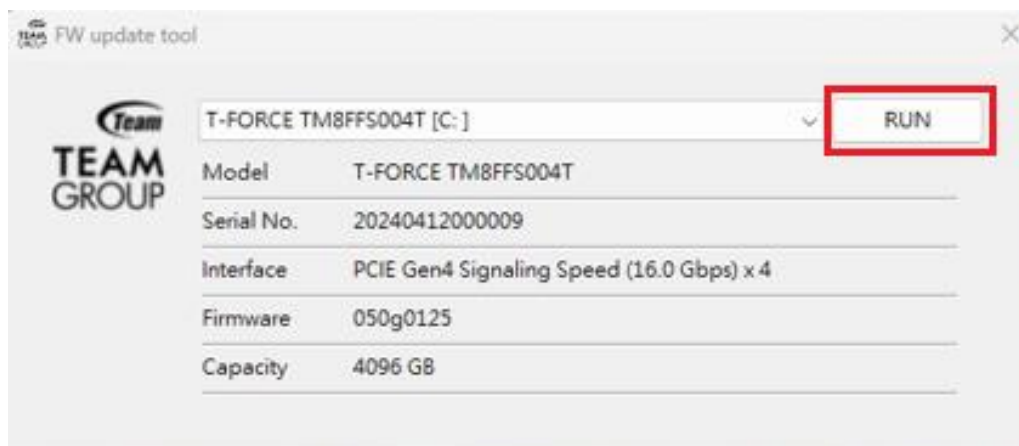 FW update tool
Team
TEAM
GROUP
T-FORCE TM8FFS004T [C: ]
RUN
Model T-FORCE TM8FFS004T
Serial No. 20240412000009
Interface PCIE Gen4 Signaling Speed (16.0 Gbps) x 4
Firmware 050g0125
Capacity 4096 GB